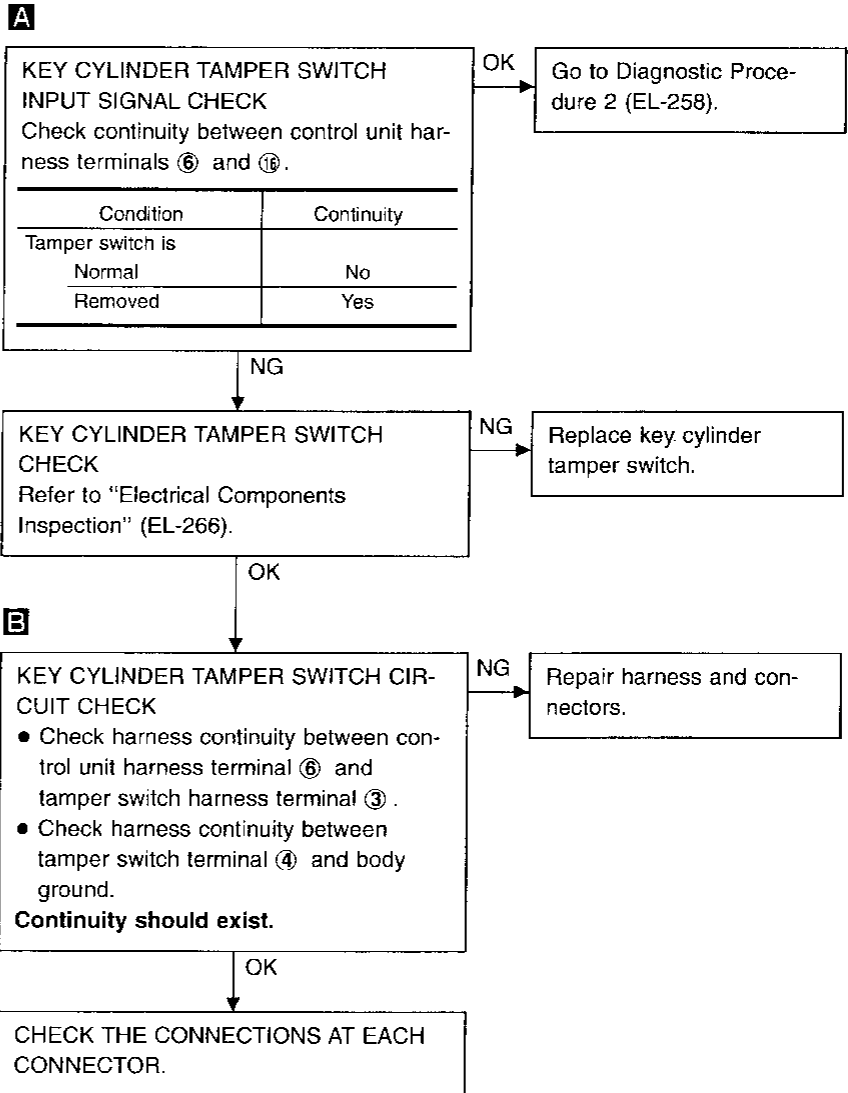 A
KEY CYLINDER TAMPER SWITCH
INPUT SIGNAL CHECK
Check continuity between control unit har-
ness terminals ⑥ and ⑯.
Condition Continuity
Tamper switch is
Normal No
Removed Yes
OK
Go to Diagnostic Proce-
dure 2 (EL-258).
NG
KEY CYLINDER TAMPER SWITCH
CHECK
Refer to “Electrical Components
Inspection” (EL-266).
NG
Replace key cylinder
tamper switch.
OK
B
KEY CYLINDER TAMPER SWITCH CIR-
CUIT CHECK
● Check harness continuity between con-
trol unit harness terminal ⑥ and
tamper switch harness terminal ③.
● Check harness continuity between
tamper switch terminal ④ and body
ground.
Continuity should exist.
NG
Repair harness and con-
nectors.
OK
CHECK THE CONNECTIONS AT EACH
CONNECTOR.